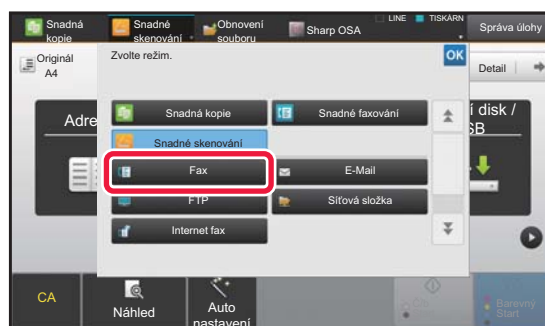 Snadná
kopie
Snadné
skenování
Obnovení
souboru
Sharp OSA
LINE
TISKÁRN
Správa úlohy
Originál
A4
Zvolte režim.
OK
Detail
Adre
í disk /
SB
Snadná kopie
Snadné faxování
Snadné skenování
Fax
E-Mail
FTP
Síťová složka
Internet fax
CA
Náhled
Auto
nastavení
Barevný
Start